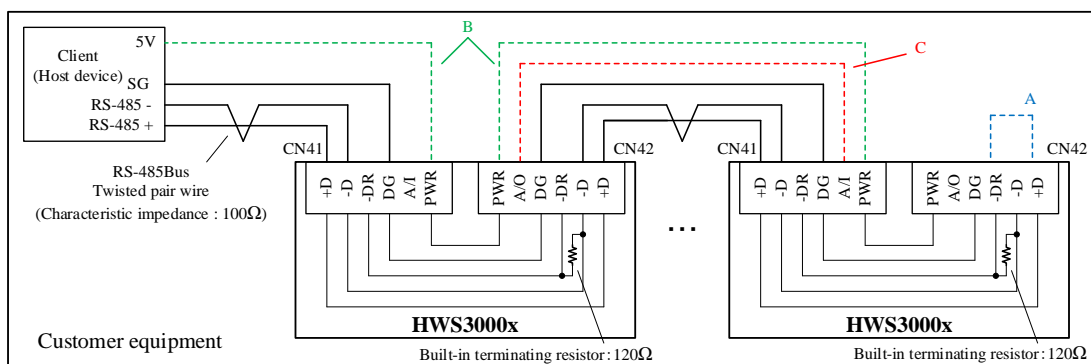 Client
(Host device)
5V
SG
RS-485 -
RS-485 +
B
C
A
RS-485Bus
Twisted pair wire
(Characteristic impedance : 100Ω)
CN41
CN42
CN41
CN42
+D
-D
-DR
DG
A/I
PWR
PWR
A/O
DG
-DR
-D
+D
+D
-D
-DR
DG
A/I
PWR
PWR
A/O
DG
-DR
-D
+D
...
HWS3000x
HWS3000x
Customer equipment
Built-in terminating resistor : 120Ω
Built-in terminating resistor : 120Ω